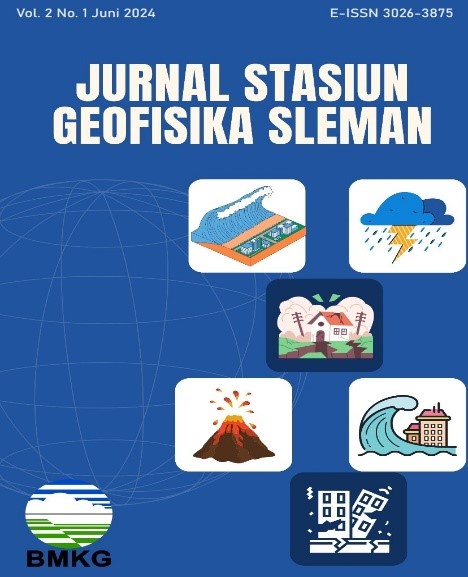 Vol. 2 No. 1 Juni 2024
E-ISSN 3026-3875
JURNAL STASIUN
GEOFISIKA SLEMAN
BMKG